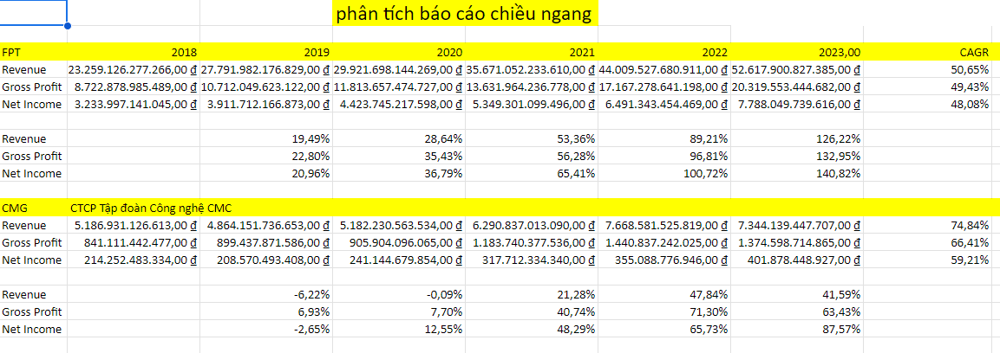 phân tích báo cáo chiều ngang
FPT 2018 2019 2020 2021 2022 2023,00 CAGR
Revenue 23.259.126.277.266,00 ₫ 27.791.982.176.829,00 ₫ 29.921.698.144.269,00 ₫ 35.671.052.233.610,00 ₫ 44.009.527.680.911,00 ₫ 52.617.900.827.385,00 ₫ 50,65%
Gross Profit 8.722.878.985.489,00 ₫ 10.712.049.623.122,00 ₫ 11.813.657.474.727,00 ₫ 13.631.964.236.778,00 ₫ 17.167.278.641.198,00 ₫ 20.319.553.444.682,00 ₫ 49,43%
Net Income 3.233.997.141.045,00 ₫ 3.911.712.166.873,00 ₫ 4.423.745.217.598,00 ₫ 5.349.301.099.496,00 ₫ 6.491.343.454.469,00 ₫ 7.788.049.739.616,00 ₫ 48,08%
Revenue 19,49% 28,64% 53,36% 89,21% 126,22%
Gross Profit 22,80% 35,43% 56,28% 96,81% 132,95%
Net Income 20,96% 36,79% 65,41% 100,72% 140,82%
CMG CTCP Tập đoàn Công nghệ CMC
Revenue 5.186.931.126.613,00 ₫ 4.864.151.736.653,00 ₫ 5.182.230.563.534,00 ₫ 6.290.837.013.090,00 ₫ 7.668.581.525.819,00 ₫ 7.344.139.447.707,00 ₫ 74,84%
Gross Profit 841.111.442.477,00 ₫ 899.437.871.586,00 ₫ 905.904.096.065,00 ₫ 1.183.740.377.536,00 ₫ 1.440.837.242.025,00 ₫ 1.374.598.714.865,00 ₫ 66,41%
Net Income 214.252.483.334,00 ₫ 208.570.493.408,00 ₫ 241.144.679.854,00 ₫ 317.712.334.340,00 ₫ 355.088.776.946,00 ₫ 401.878.448.927,00 ₫ 59,21%
Revenue -6,22% -0,09% 21,28% 47,84% 41,59%
Gross Profit 6,93% 7,70% 40,74% 71,30% 63,43%
Net Income -2,65% 12,55% 48,29% 65,73% 87,57%